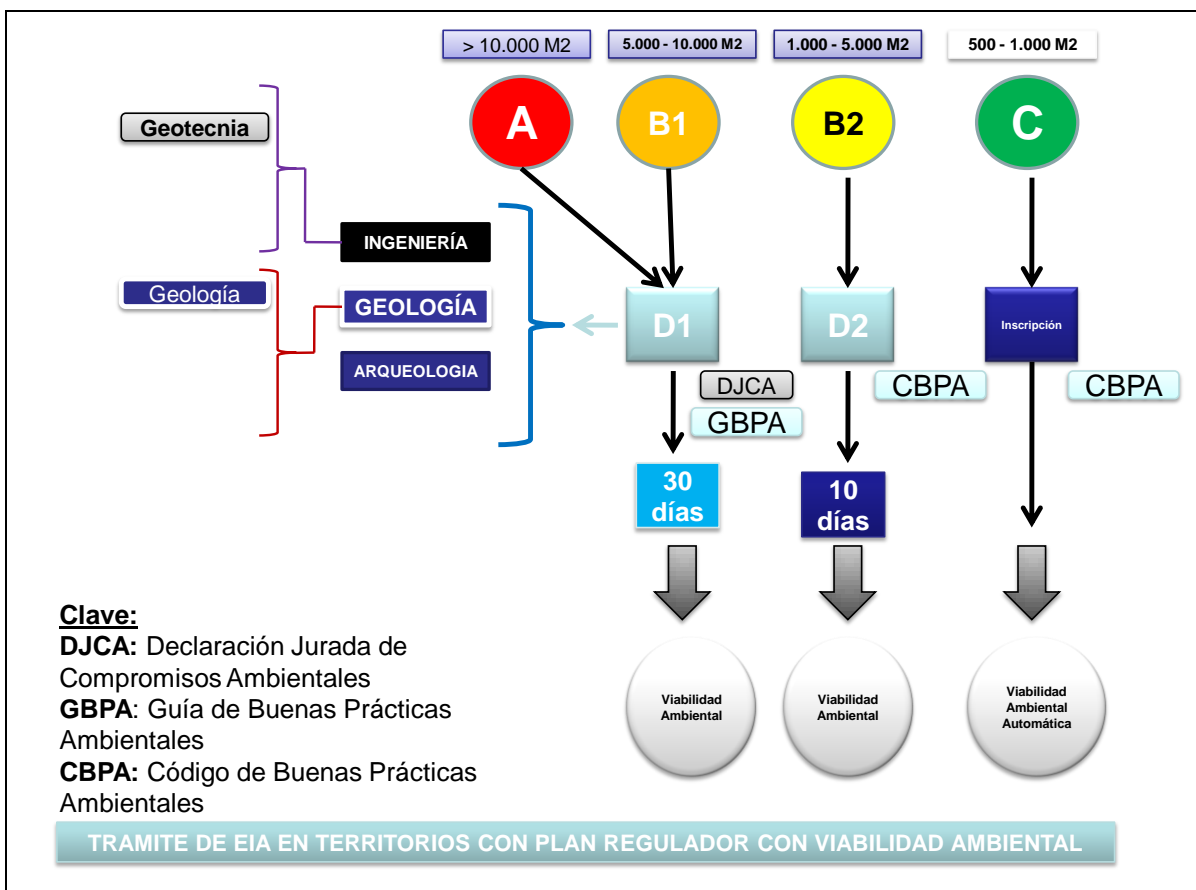 > 10.000 M2
5.000 - 10.000 M2
1.000 - 5.000 M2
500 - 1.000 M2
A
B1
B2
C
Geotecnia
INGENIERÍA
Geología
GEOLOGÍA
ARQUEOLOGIA
D1
D2
Inscripción
DJCA
GBPA
CBPA
CBPA
30
días
10
días
Viabilidad
Ambiental
Viabilidad
Ambiental
Viabilidad
Ambiental
Automática
Clave:
DJCA: Declaración Jurada de
Compromisos Ambientales
GBPA: Guía de Buenas Prácticas
Ambientales
CBPA: Código de Buenas Prácticas
Ambientales
TRAMITE DE EIA EN TERRITORIOS CON PLAN REGULADOR CON VIABILIDAD AMBIENTAL